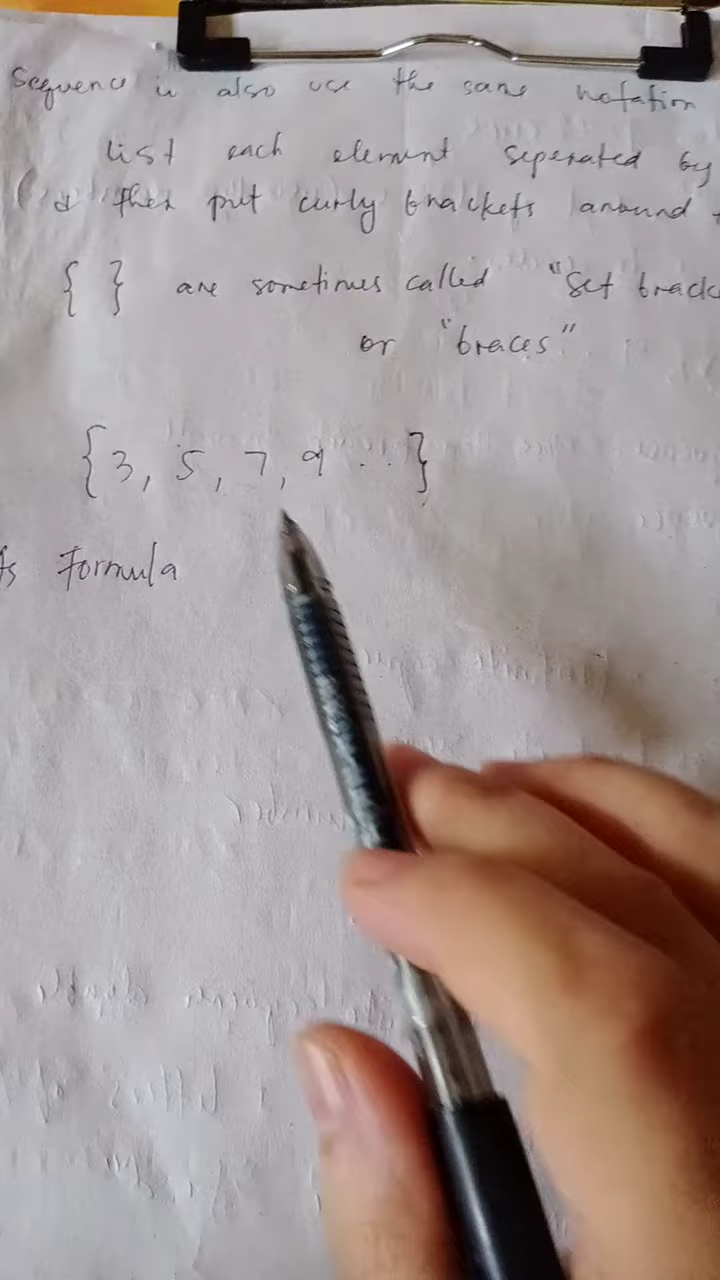 Sequence is also use the same notation
list each element seperated by
& then put curly brackets around
{ } are sometimes called "Set brack
or "braces"
{3, 5, 7, 9 ..}
As Formula